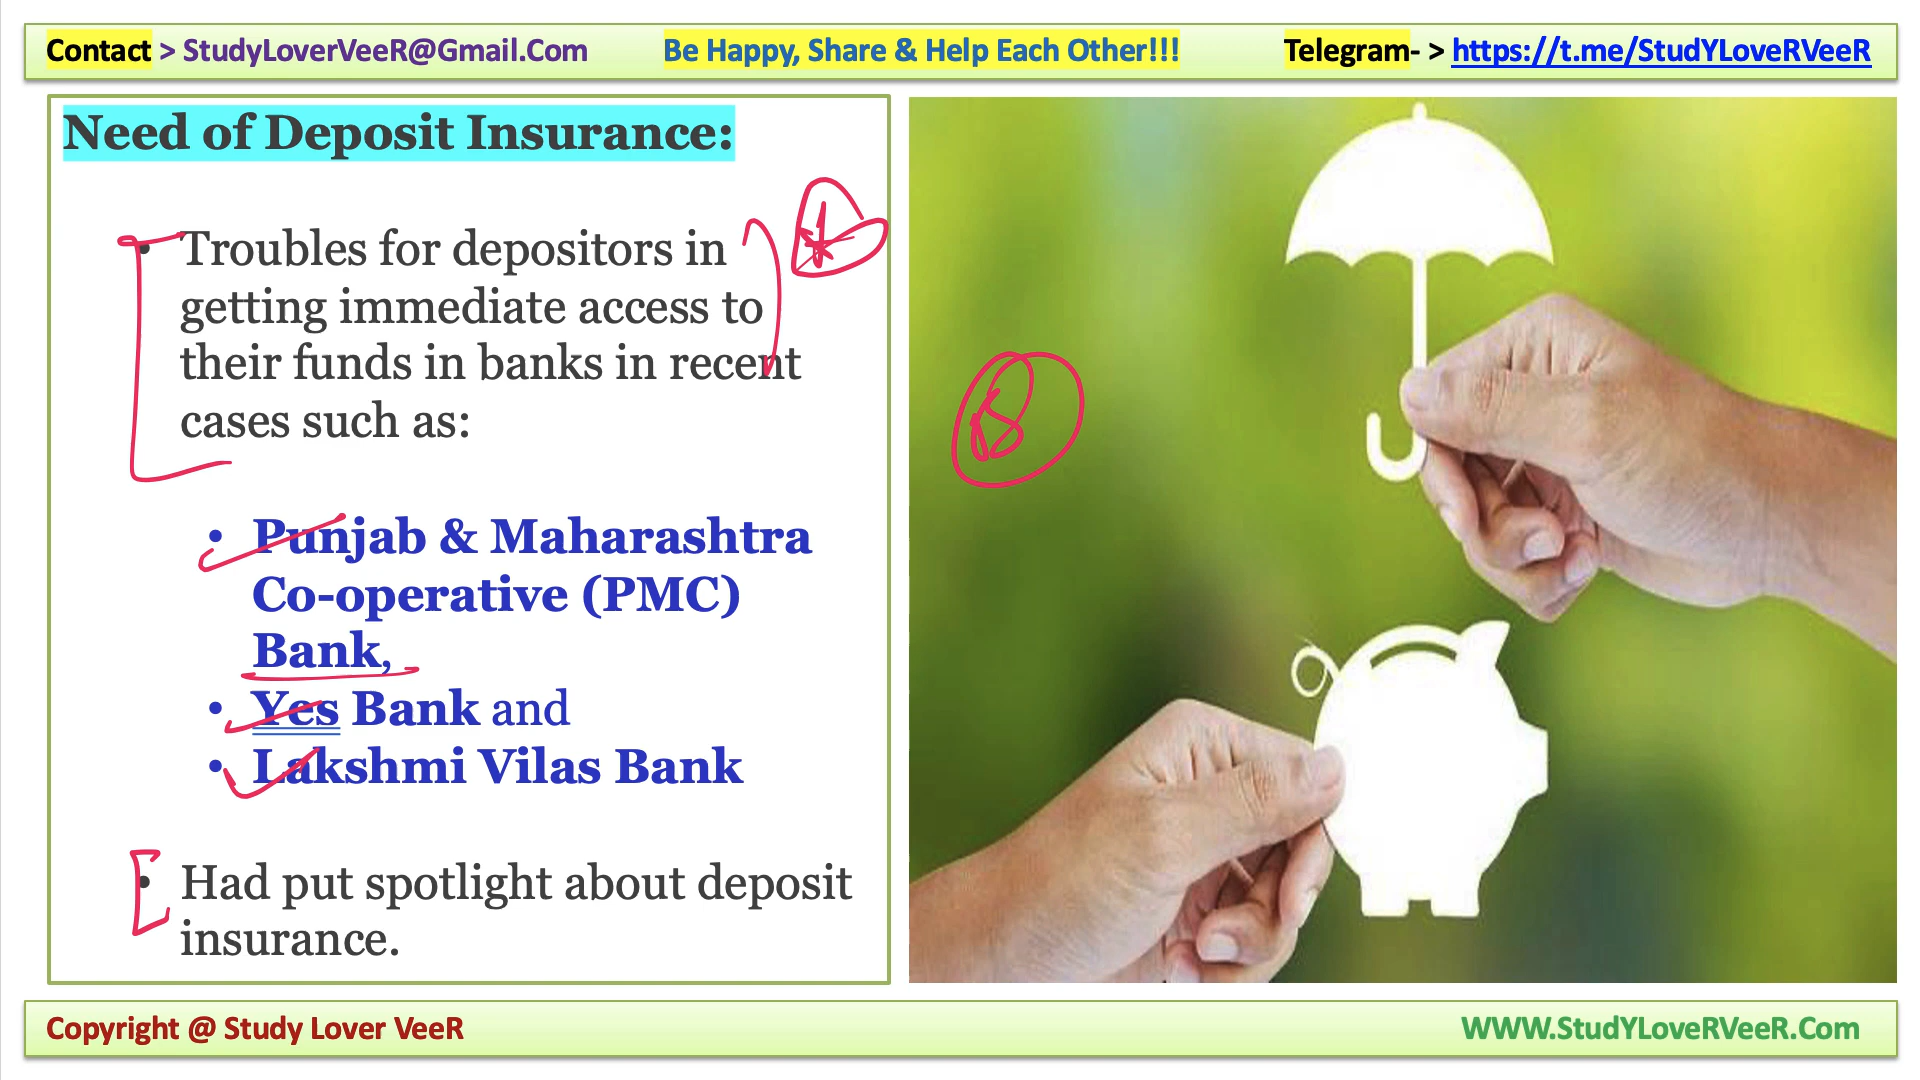 Contact > StudyLoverVeeR@Gmail.Com Be Happy, Share & Help Each Other!!! Telegram- > https://t.me/StudYLoveRVeeR
Need of Deposit Insurance:
• Troubles for depositors in
getting immediate access to
their funds in banks in recent
cases such as:
• Punjab & Maharashtra
Co-operative (PMC)
Bank,
• Yes Bank and
• Lakshmi Vilas Bank
• Had put spotlight about deposit
insurance.
Copyright @ Study Lover VeeR WWW.StudYLoveRVeeR.Com